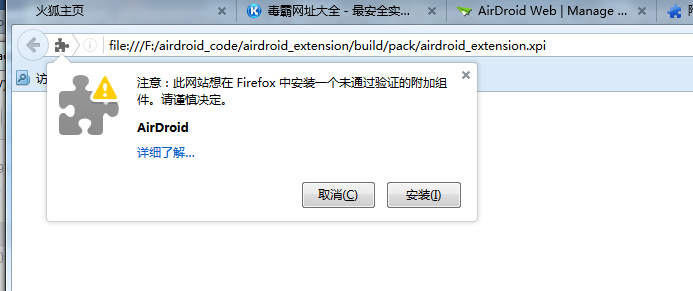 火狐主页
毒霸网址大全 - 最安全实...
AirDroid Web | Manage ...
file:///F:/airdroid_code/airdroid_extension/build/pack/airdroid_extension.xpi
访
注意：此网站想在 Firefox 中安装一个未通过验证的附加组
件。请谨慎决定。
AirDroid
详细了解...
取消(C)
安装(I)